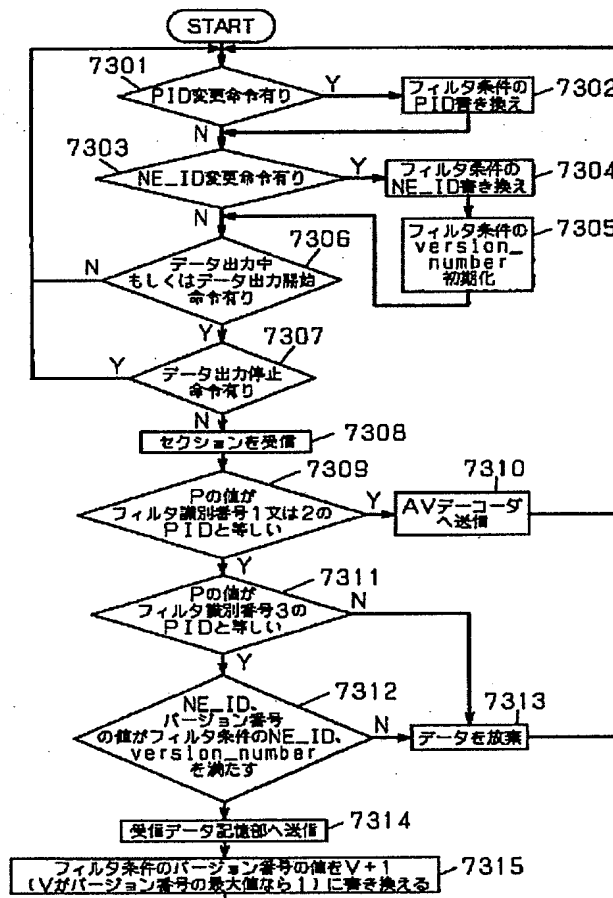 START
7301
PID変更命令有り
Y
フィルタ条件の
PID書き換え
7302
N
7303
NE_ID変更命令有り
Y
フィルタ条件の
NE_ID書き換え
7304
N
7305
フィルタ条件の
version_
number
初期化
7306
N
データ出力中
もしくはデータ出力開始
命令有り
Y
7307
Y
データ出力停止
命令有り
N
セクションを受信
7308
7309
Pの値が
フィルタ識別番号1又は2の
PIDと等しい
Y
7310
AVデーコーダ
へ送信
Y
7311
Pの値が
フィルタ識別番号3の
PIDと等しい
N
Y
7312
NE_ID、
バージョン番号
の値がフィルタ条件のNE_ID、
version_number
を満たす
N
7313
データを放棄
Y
受信データ記憶部へ送信
7314
フィルタ条件のバージョン番号の値をV+1
(Vがバージョン番号の最大値なら1)に書き換える
7315